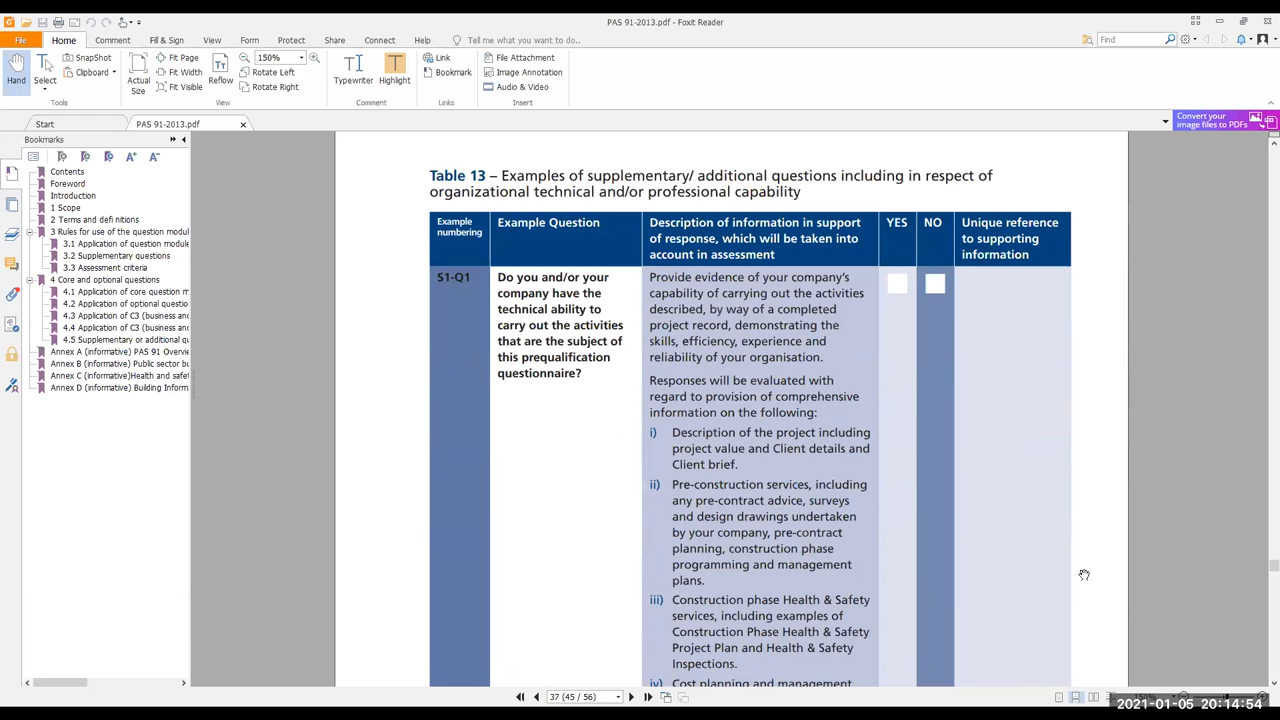 PAS 91-2013.pdf - Foxit Reader
File Home Comment Fill & Sign View Form Protect Share Connect Help Tell me what you want to do... Find
Hand
Select
SnapShot
Clipboard
Actual
Size
Fit Page
Fit Width
Fit Visible
Reflow
150%
Rotate Left
Rotate Right
Typewriter
Highlight
Link
Bookmark
File Attachment
Image Annotation
Audio & Video
Tools View Comment Links Insert
Start PAS 91-2013.pdf
Convert your
image files to PDFs
Bookmarks
Contents
Foreword
Introduction
1 Scope
2 Terms and definitions
3 Rules for use of the question module
3.1 Application of question module
3.2 Supplementary questions
3.3 Assessment criteria
4 Core and optional questions
4.1 Application of core question m
4.2 Application of optional questio
4.3 Application of C3 (business an
4.4 Application of C3 (business an
4.5 Supplementary or additional qu
Annex A (informative) PAS 91 Overvie
Annex B (informative) Public sector bu
Annex C (informative)Health and safe
Annex D (informative) Building Inform
Table 13 – Examples of supplementary/ additional questions including in respect of
organizational technical and/or professional capability
Example
numbering
Example Question
Description of information in support
of response, which will be taken into
account in assessment
YES
NO
Unique reference
to supporting
information
S1-Q1
Do you and/or your
company have the
technical ability to
carry out the activities
that are the subject of
this prequalification
questionnaire?
Provide evidence of your company's
capability of carrying out the activities
described, by way of a completed
project record, demonstrating the
skills, efficiency, experience and
reliability of your organisation.
Responses will be evaluated with
regard to provision of comprehensive
information on the following:
i) Description of the project including
project value and Client details and
Client brief.
ii) Pre-construction services, including
any pre-contract advice, surveys
and design drawings undertaken
by your company, pre-contract
planning, construction phase
programming and management
plans.
iii) Construction phase Health & Safety
services, including examples of
Construction Phase Health & Safety
Project Plan and Health & Safety
Inspections.
iv) Cost planning and management
37 (45 / 56)
2021-01-05 20:14:54